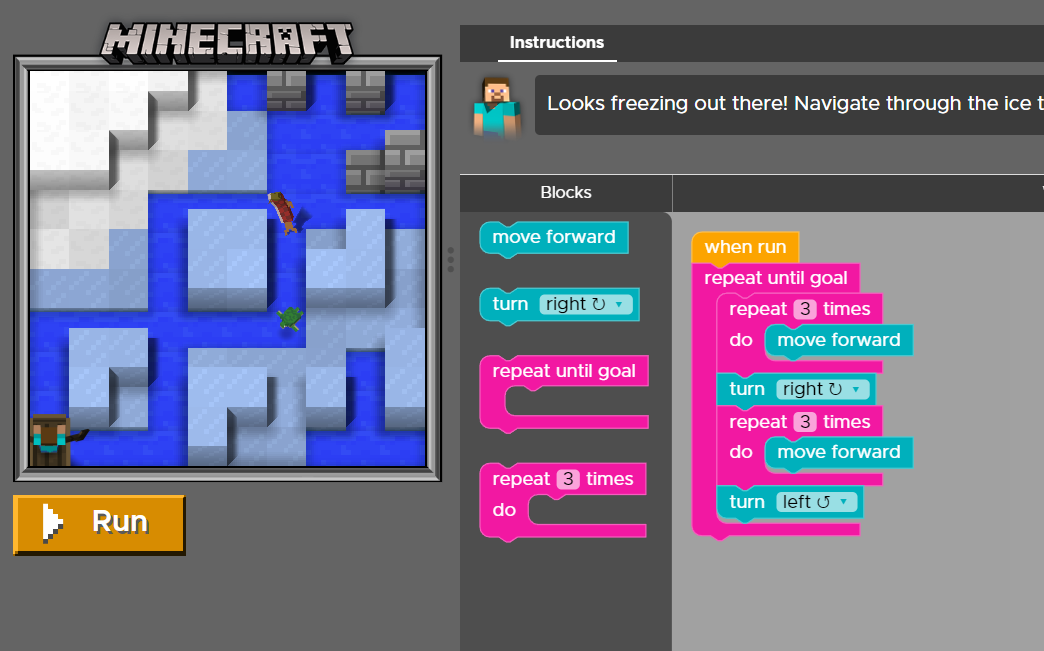 MINECRAFT
Instructions
Looks freezing out there! Navigate through the ice
Blocks
move forward
turn right ↻ ▾
repeat until goal
repeat 3 times
do
when run
repeat until goal
repeat 3 times
do move forward
turn right ↻ ▾
repeat 3 times
do move forward
turn left ↺ ▾
Run